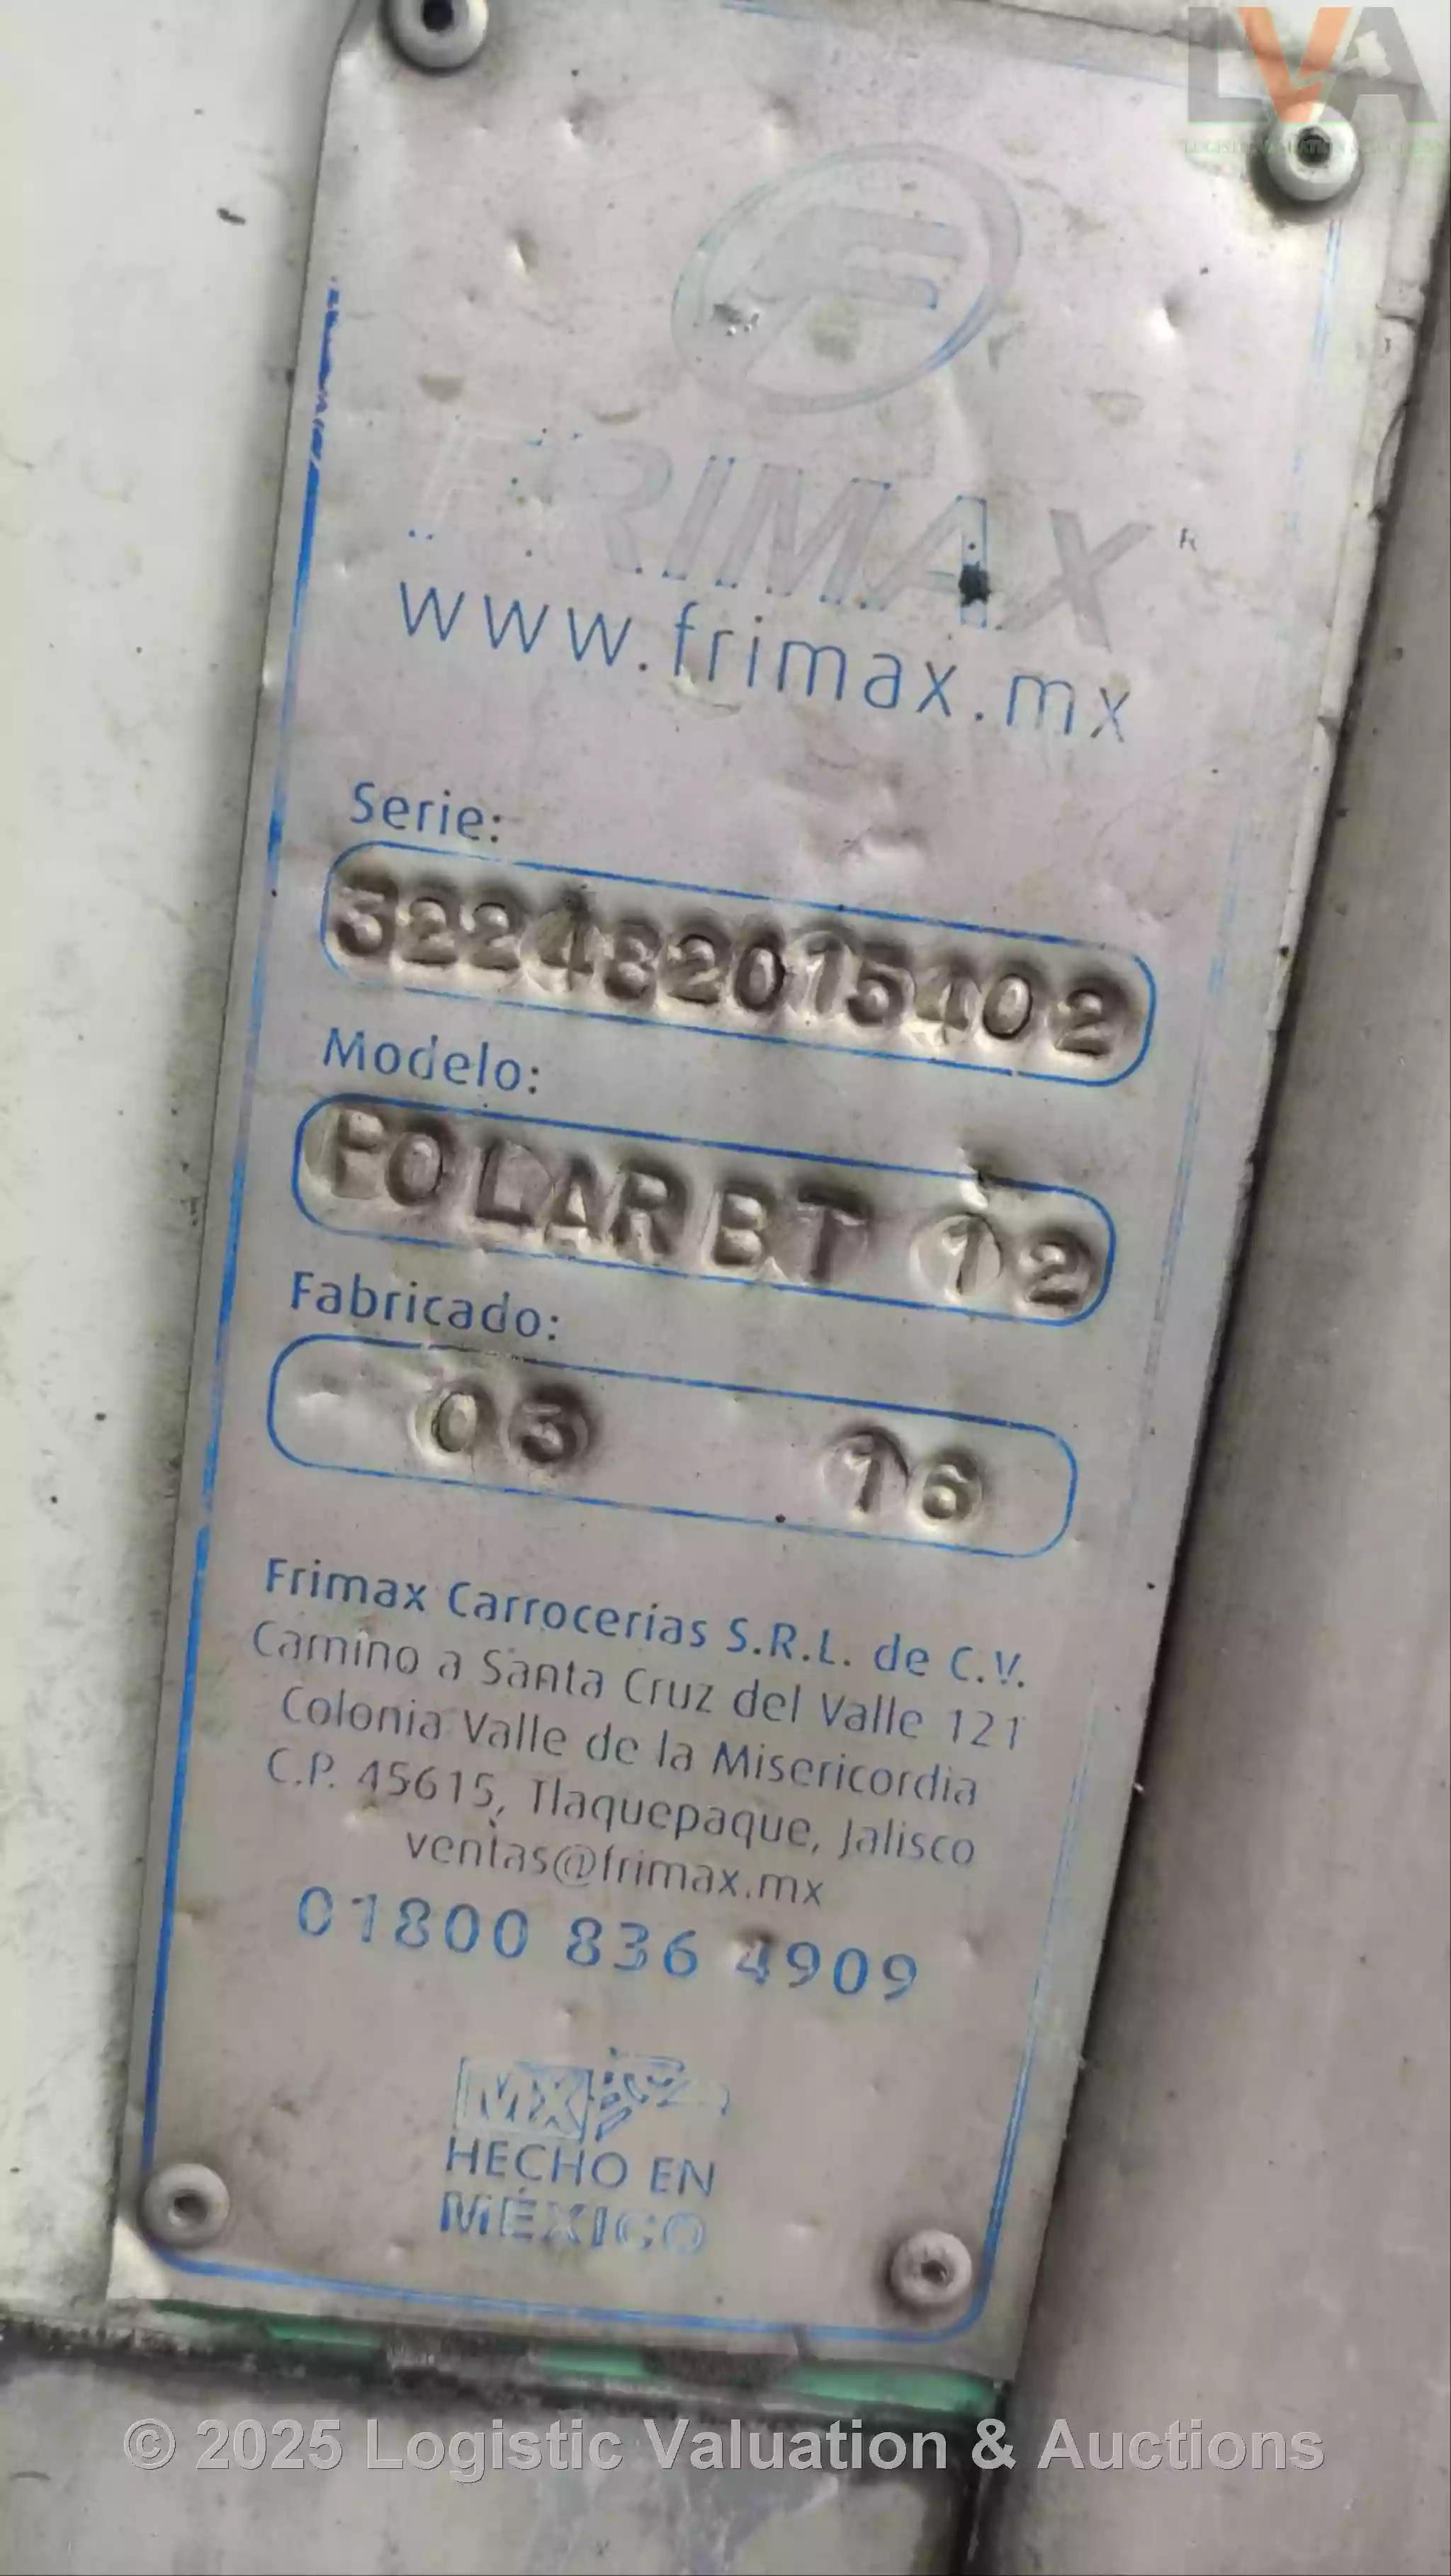 LVA
FRIMAX®
www.frimax.mx
Serie:
322482015402
Modelo:
POLAR BT 12
Fabricado:
03 16
Frimax Carrocerías S.R.L. de C.V.
Camino a Santa Cruz del Valle 121
Colonia Valle de la Misericordia
C.P. 45615, Tlaquepaque, Jalisco
ventas@frimax.mx
01800 836 4909
MX
HECHO EN
MÉXICO
© 2025 Logistic Valuation & Auctions